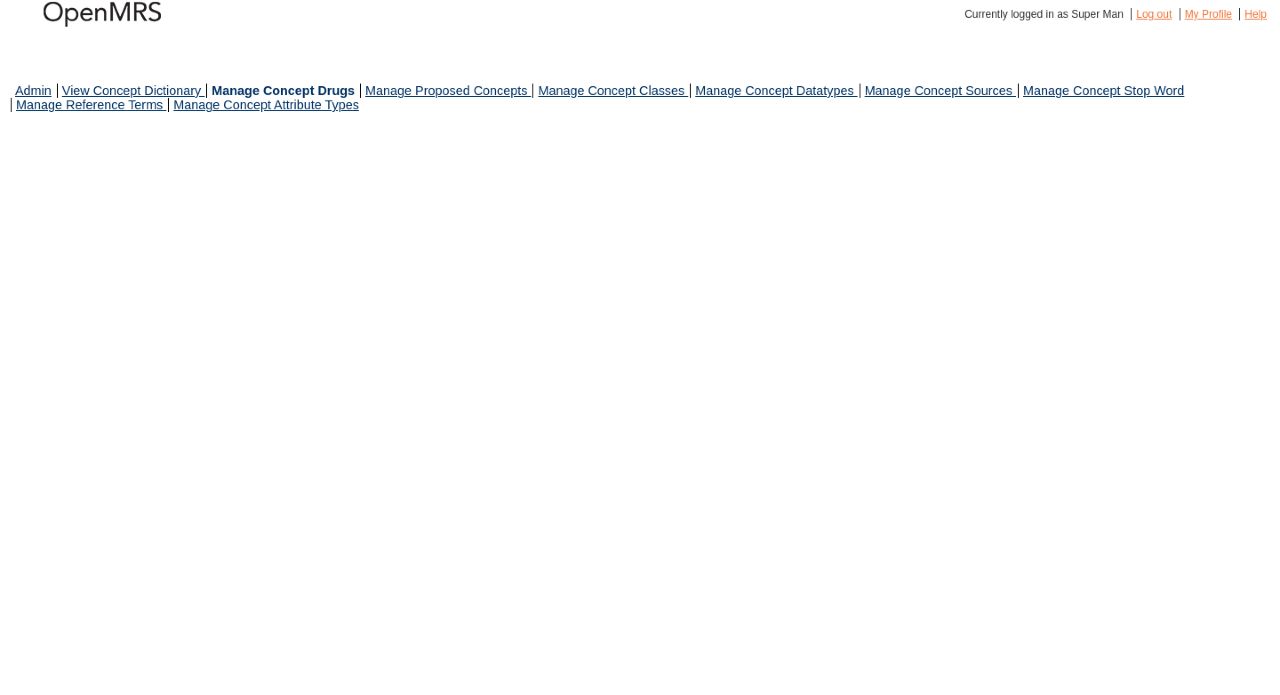 OpenMRS
Currently logged in as Super Man | Log out | My Profile | Help
Admin | View Concept Dictionary | Manage Concept Drugs | Manage Proposed Concepts | Manage Concept Classes | Manage Concept Datatypes | Manage Concept Sources | Manage Concept Stop Word
| Manage Reference Terms | Manage Concept Attribute Types